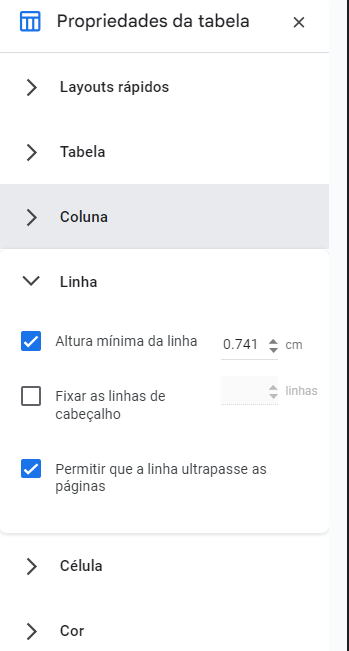 Propriedades da tabela
Layouts rápidos
Tabela
Coluna
Linha
Altura mínima da linha 0.741 cm
Fixar as linhas de linhas
cabeçalho
Permitir que a linha ultrapasse as
páginas
Célula
Cor